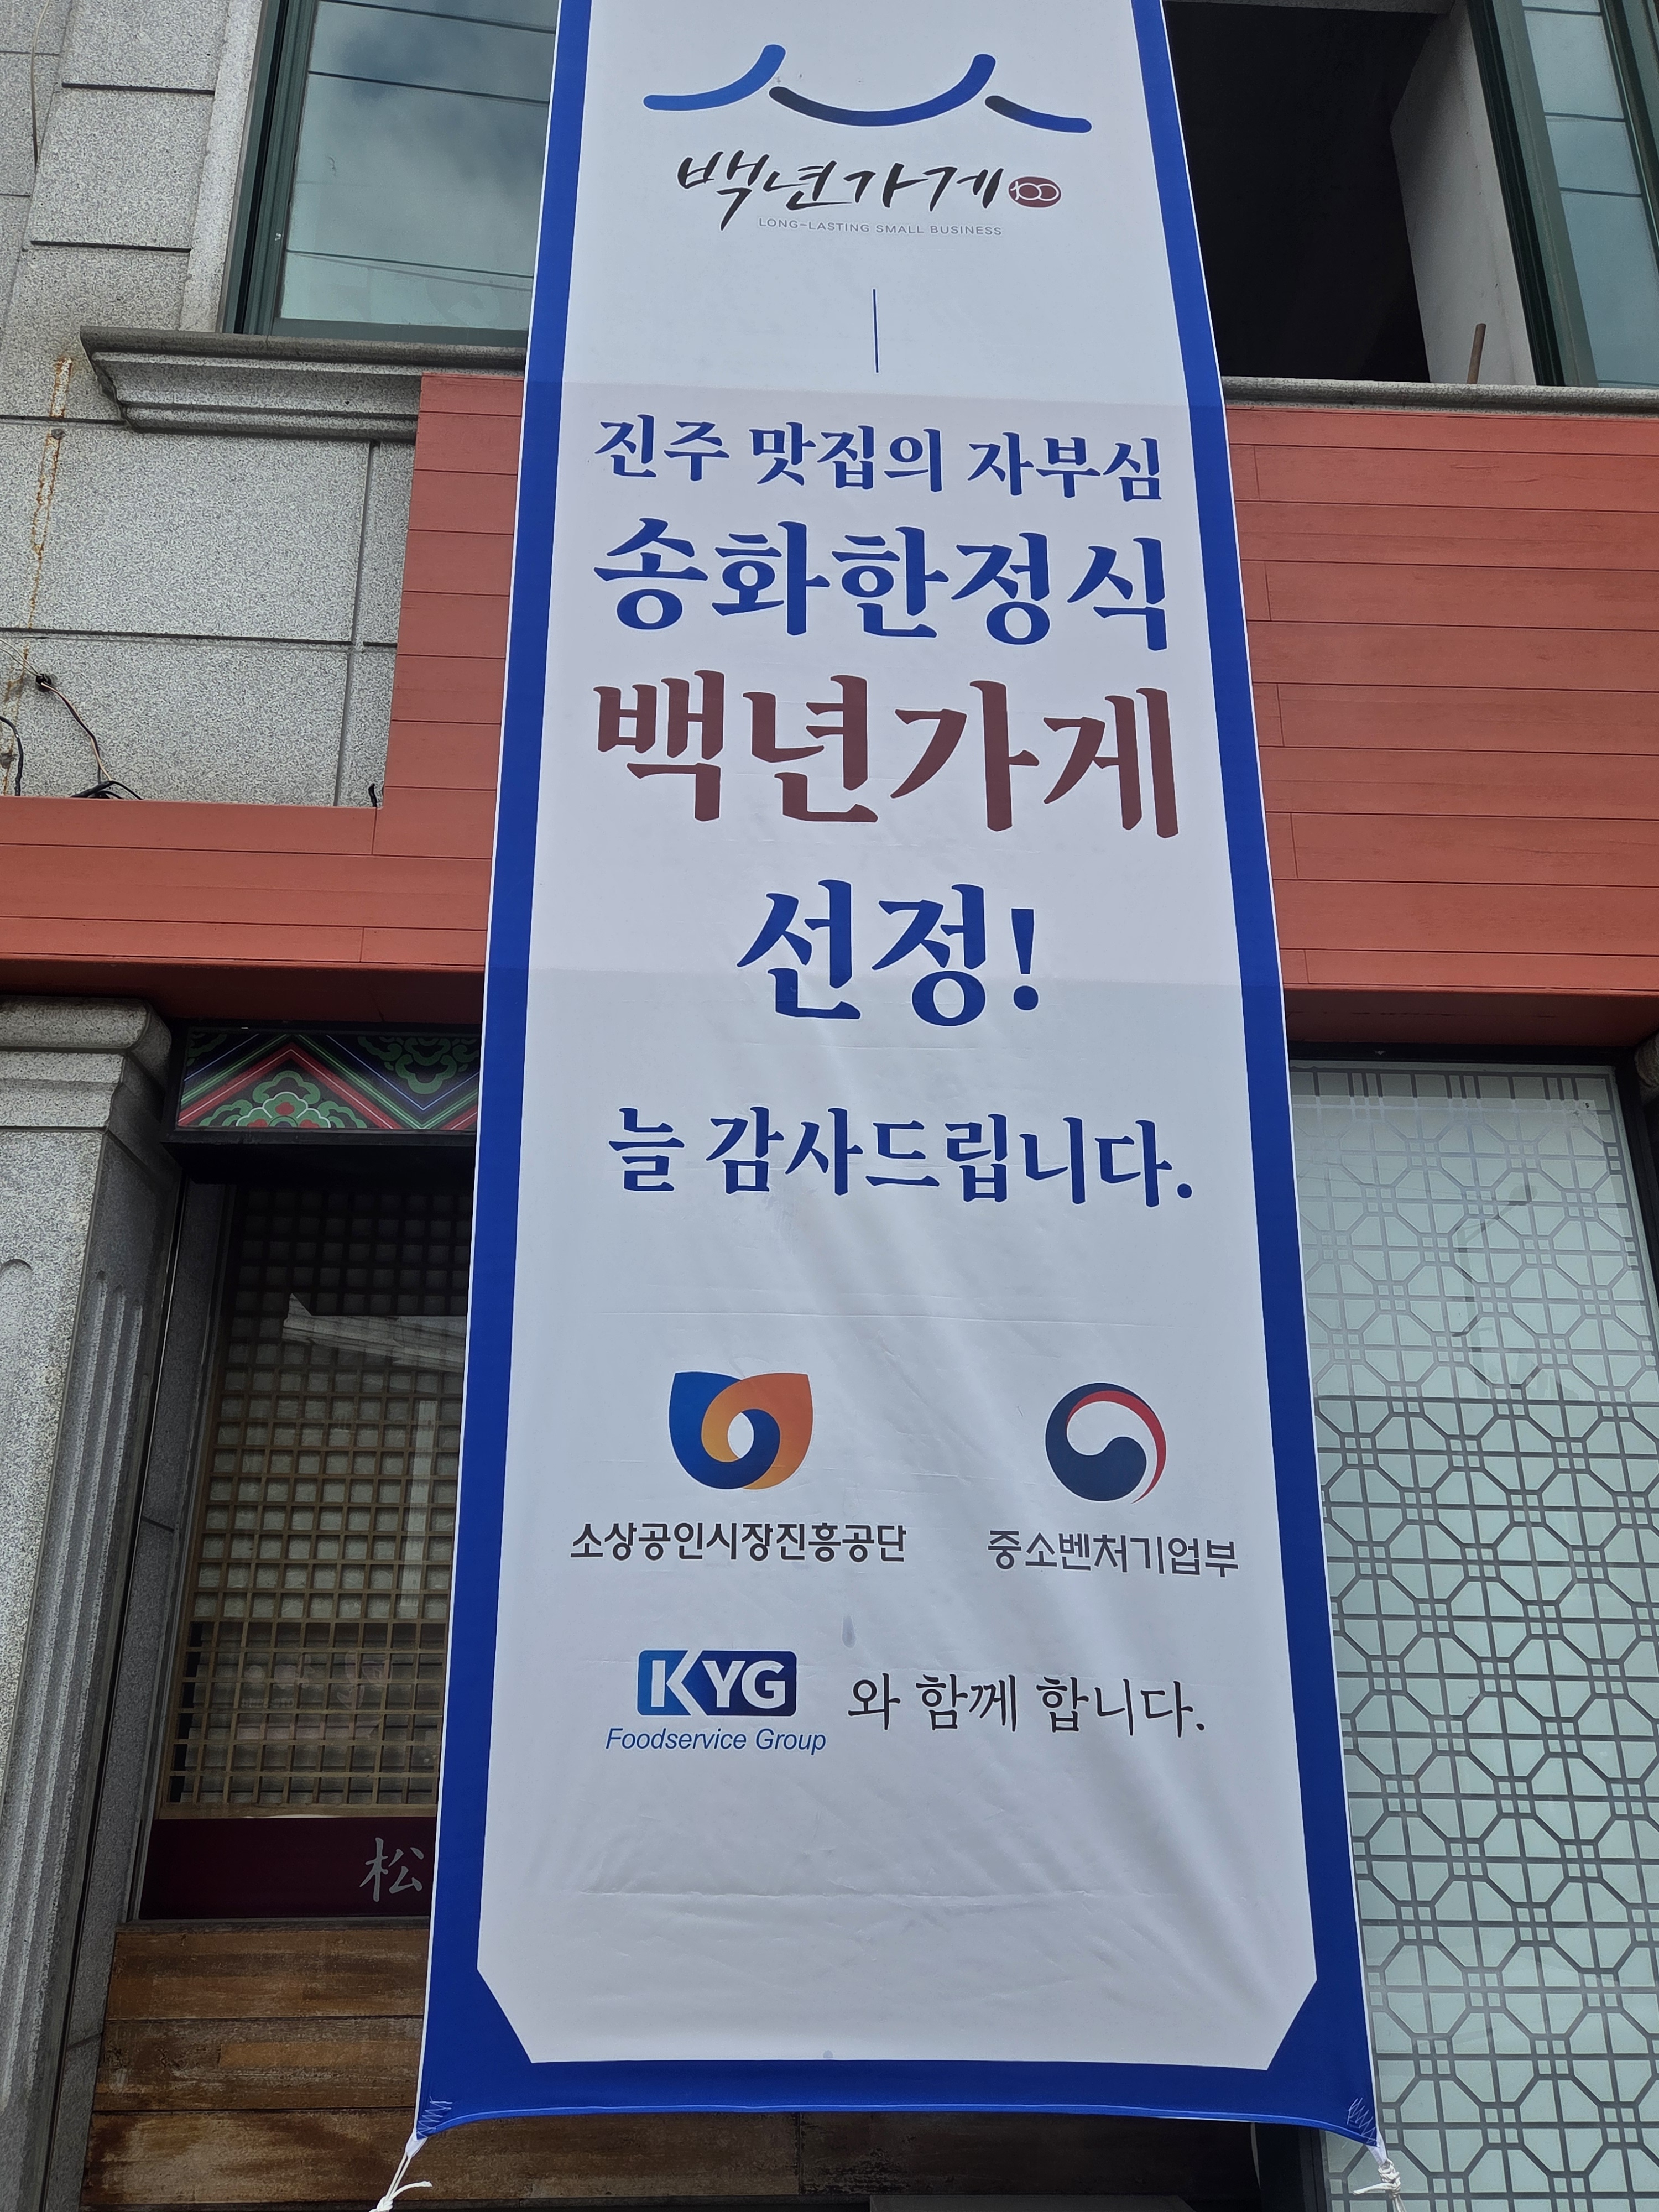 백년가게 100
LONG-LASTING SMALL BUSINESS
진주 맛집의 자부심
송화한정식
백년가게
선정!
늘 감사드립니다.
소상공인시장진흥공단
중소벤처기업부
KYG
Foodservice Group
와 함께 합니다.
松